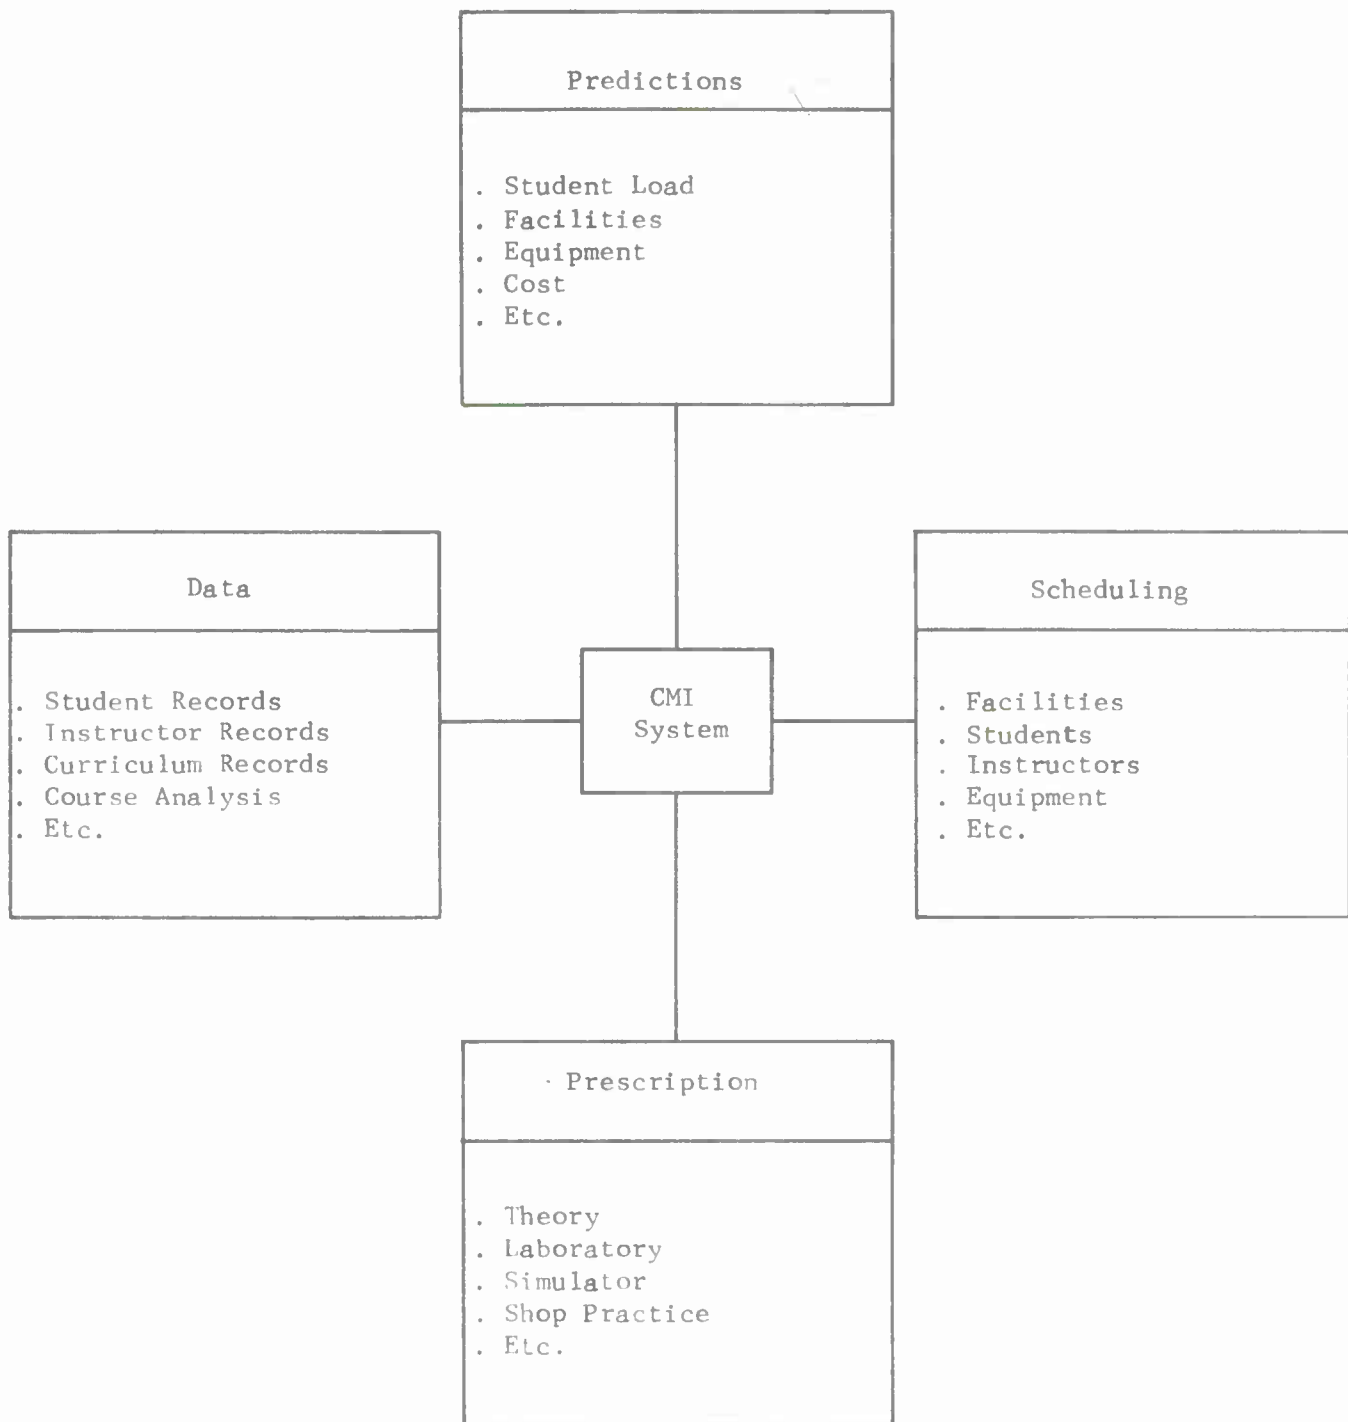 Predictions
. Student Load
. Facilities
. Equipment
. Cost
. Etc.
Data
. Student Records
. Instructor Records
. Curriculum Records
. Course Analysis
. Etc.
CMI
System
Scheduling
. Facilities
. Students
. Instructors
. Equipment
. Etc.
Prescription
. Theory
. Laboratory
. Simulator
. Shop Practice
. Etc.